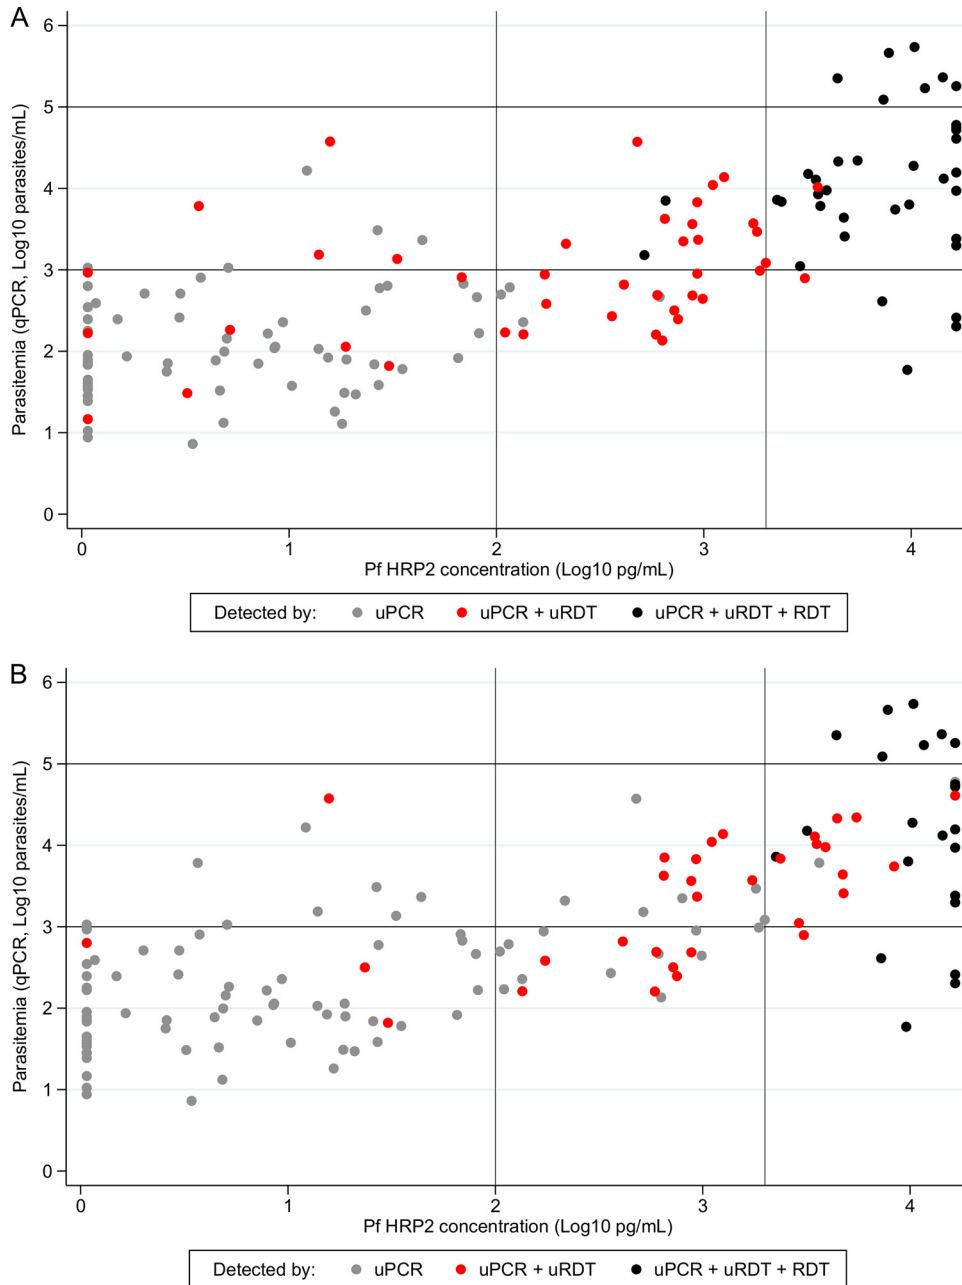 A
6
5
4
3
2
1
0
Parasitemia (qPCR, Log10 parasites/mL)
0 1 2 3 4
Pf HRP2 concentration (Log10 pg/mL)
Detected by: uPCR uPCR + uRDT uPCR + uRDT + RDT
B
6
5
4
3
2
1
0
Parasitemia (qPCR, Log10 parasites/mL)
0 1 2 3 4
Pf HRP2 concentration (Log10 pg/mL)
Detected by: uPCR uPCR + uRDT uPCR + uRDT + RDT